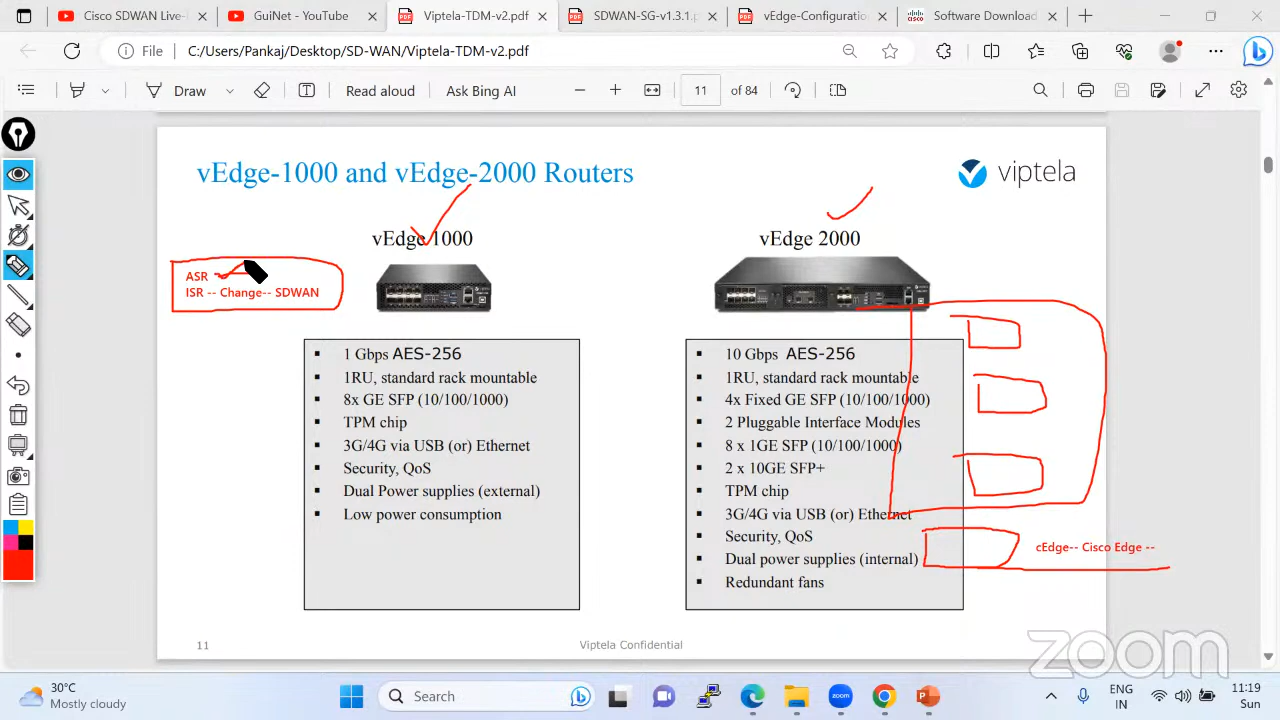 Cisco SDWAN Live-
GuiNet - YouTube
Viptela-TDM-v2.pdf
SDWAN-SG-v1.3.1.p
vEdge-Configuratio
Software Download
File
C:/Users/Pankaj/Desktop/SD-WAN/Viptela-TDM-v2.pdf
Draw
Read aloud
Ask Bing AI
11 of 84
vEdge-1000 and vEdge-2000 Routers
viptela
vEdge 1000
vEdge 2000
ASR
ISR -- Change-- SDWAN
▪ 1 Gbps AES-256
▪ 1RU, standard rack mountable
▪ 8x GE SFP (10/100/1000)
▪ TPM chip
▪ 3G/4G via USB (or) Ethernet
▪ Security, QoS
▪ Dual Power supplies (external)
▪ Low power consumption
▪ 10 Gbps AES-256
▪ 1RU, standard rack mountable
▪ 4x Fixed GE SFP (10/100/1000)
▪ 2 Pluggable Interface Modules
▪ 8 x 1GE SFP (10/100/1000)
▪ 2 x 10GE SFP+
▪ TPM chip
▪ 3G/4G via USB (or) Ethernet
▪ Security, QoS
▪ Dual power supplies (internal)
▪ Redundant fans
cEdge-- Cisco Edge --
11
Viptela Confidential
zoom
30°C
Mostly cloudy
Search
zoom
ENG
IN
11:19
Sun